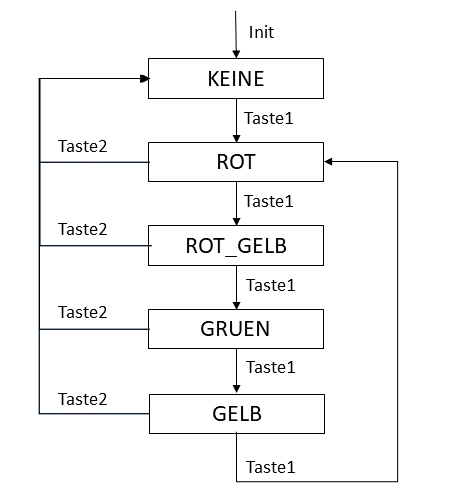 Init
KEINE
Taste1
Taste2
ROT
Taste1
Taste2
ROT_GELB
Taste1
Taste2
GRUEN
Taste1
Taste2
GELB
Taste1